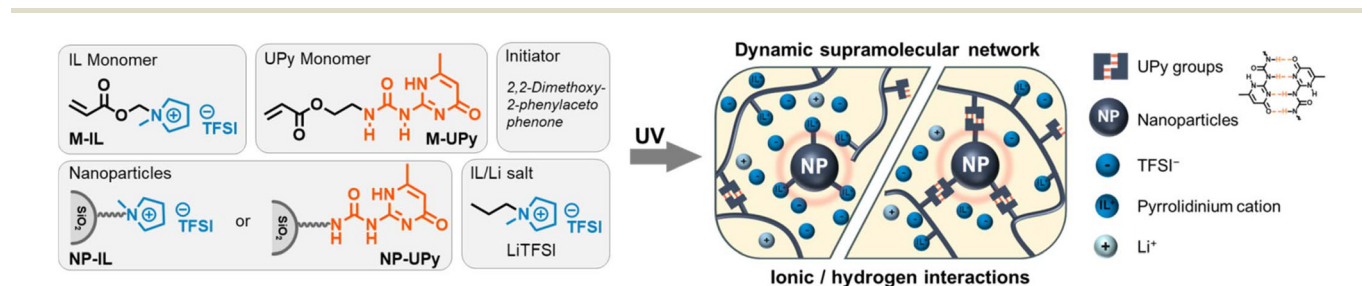 IL Monomer
M-IL
N
⊕
⊖
TFSI
UPy Monomer
M-UPy
Initiator
2,2-Dimethoxy-
2-phenylaceto
phenone
Nanoparticles
SiO₂
N
⊕
⊖
TFSI
NP-IL
or
SiO₂
NP-UPy
IL/Li salt
N
⊕
⊖
TFSI
LiTFSI
UV
Dynamic supramolecular network
NP
NP
Ionic / hydrogen interactions
UPy groups
NP
Nanoparticles
-
TFSI⁻
IL⁺
Pyrrolidinium cation
+
Li⁺